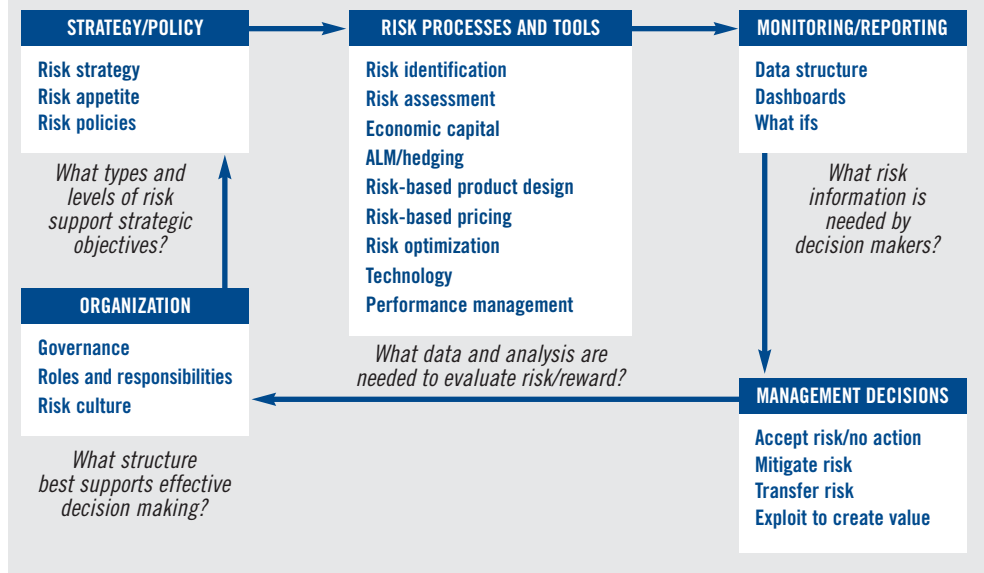 STRATEGY/POLICY
Risk strategy
Risk appetite
Risk policies
What types and
levels of risk
support strategic
objectives?
RISK PROCESSES AND TOOLS
Risk identification
Risk assessment
Economic capital
ALM/hedging
Risk-based product design
Risk-based pricing
Risk optimization
Technology
Performance management
What data and analysis are
needed to evaluate risk/reward?
MONITORING/REPORTING
Data structure
Dashboards
What ifs
What risk
information is
needed by
decision makers?
MANAGEMENT DECISIONS
Accept risk/no action
Mitigate risk
Transfer risk
Exploit to create value
ORGANIZATION
Governance
Roles and responsibilities
Risk culture
What structure
best supports effective
decision making?